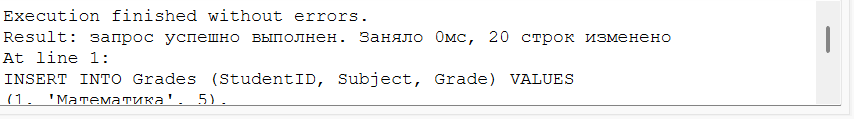 Execution finished without errors.
Result: запрос успешно выполнен. Заняло 0мс, 20 строк изменено
At line 1:
INSERT INTO Grades (StudentID, Subject, Grade) VALUES
(1, 'Математика', 5),